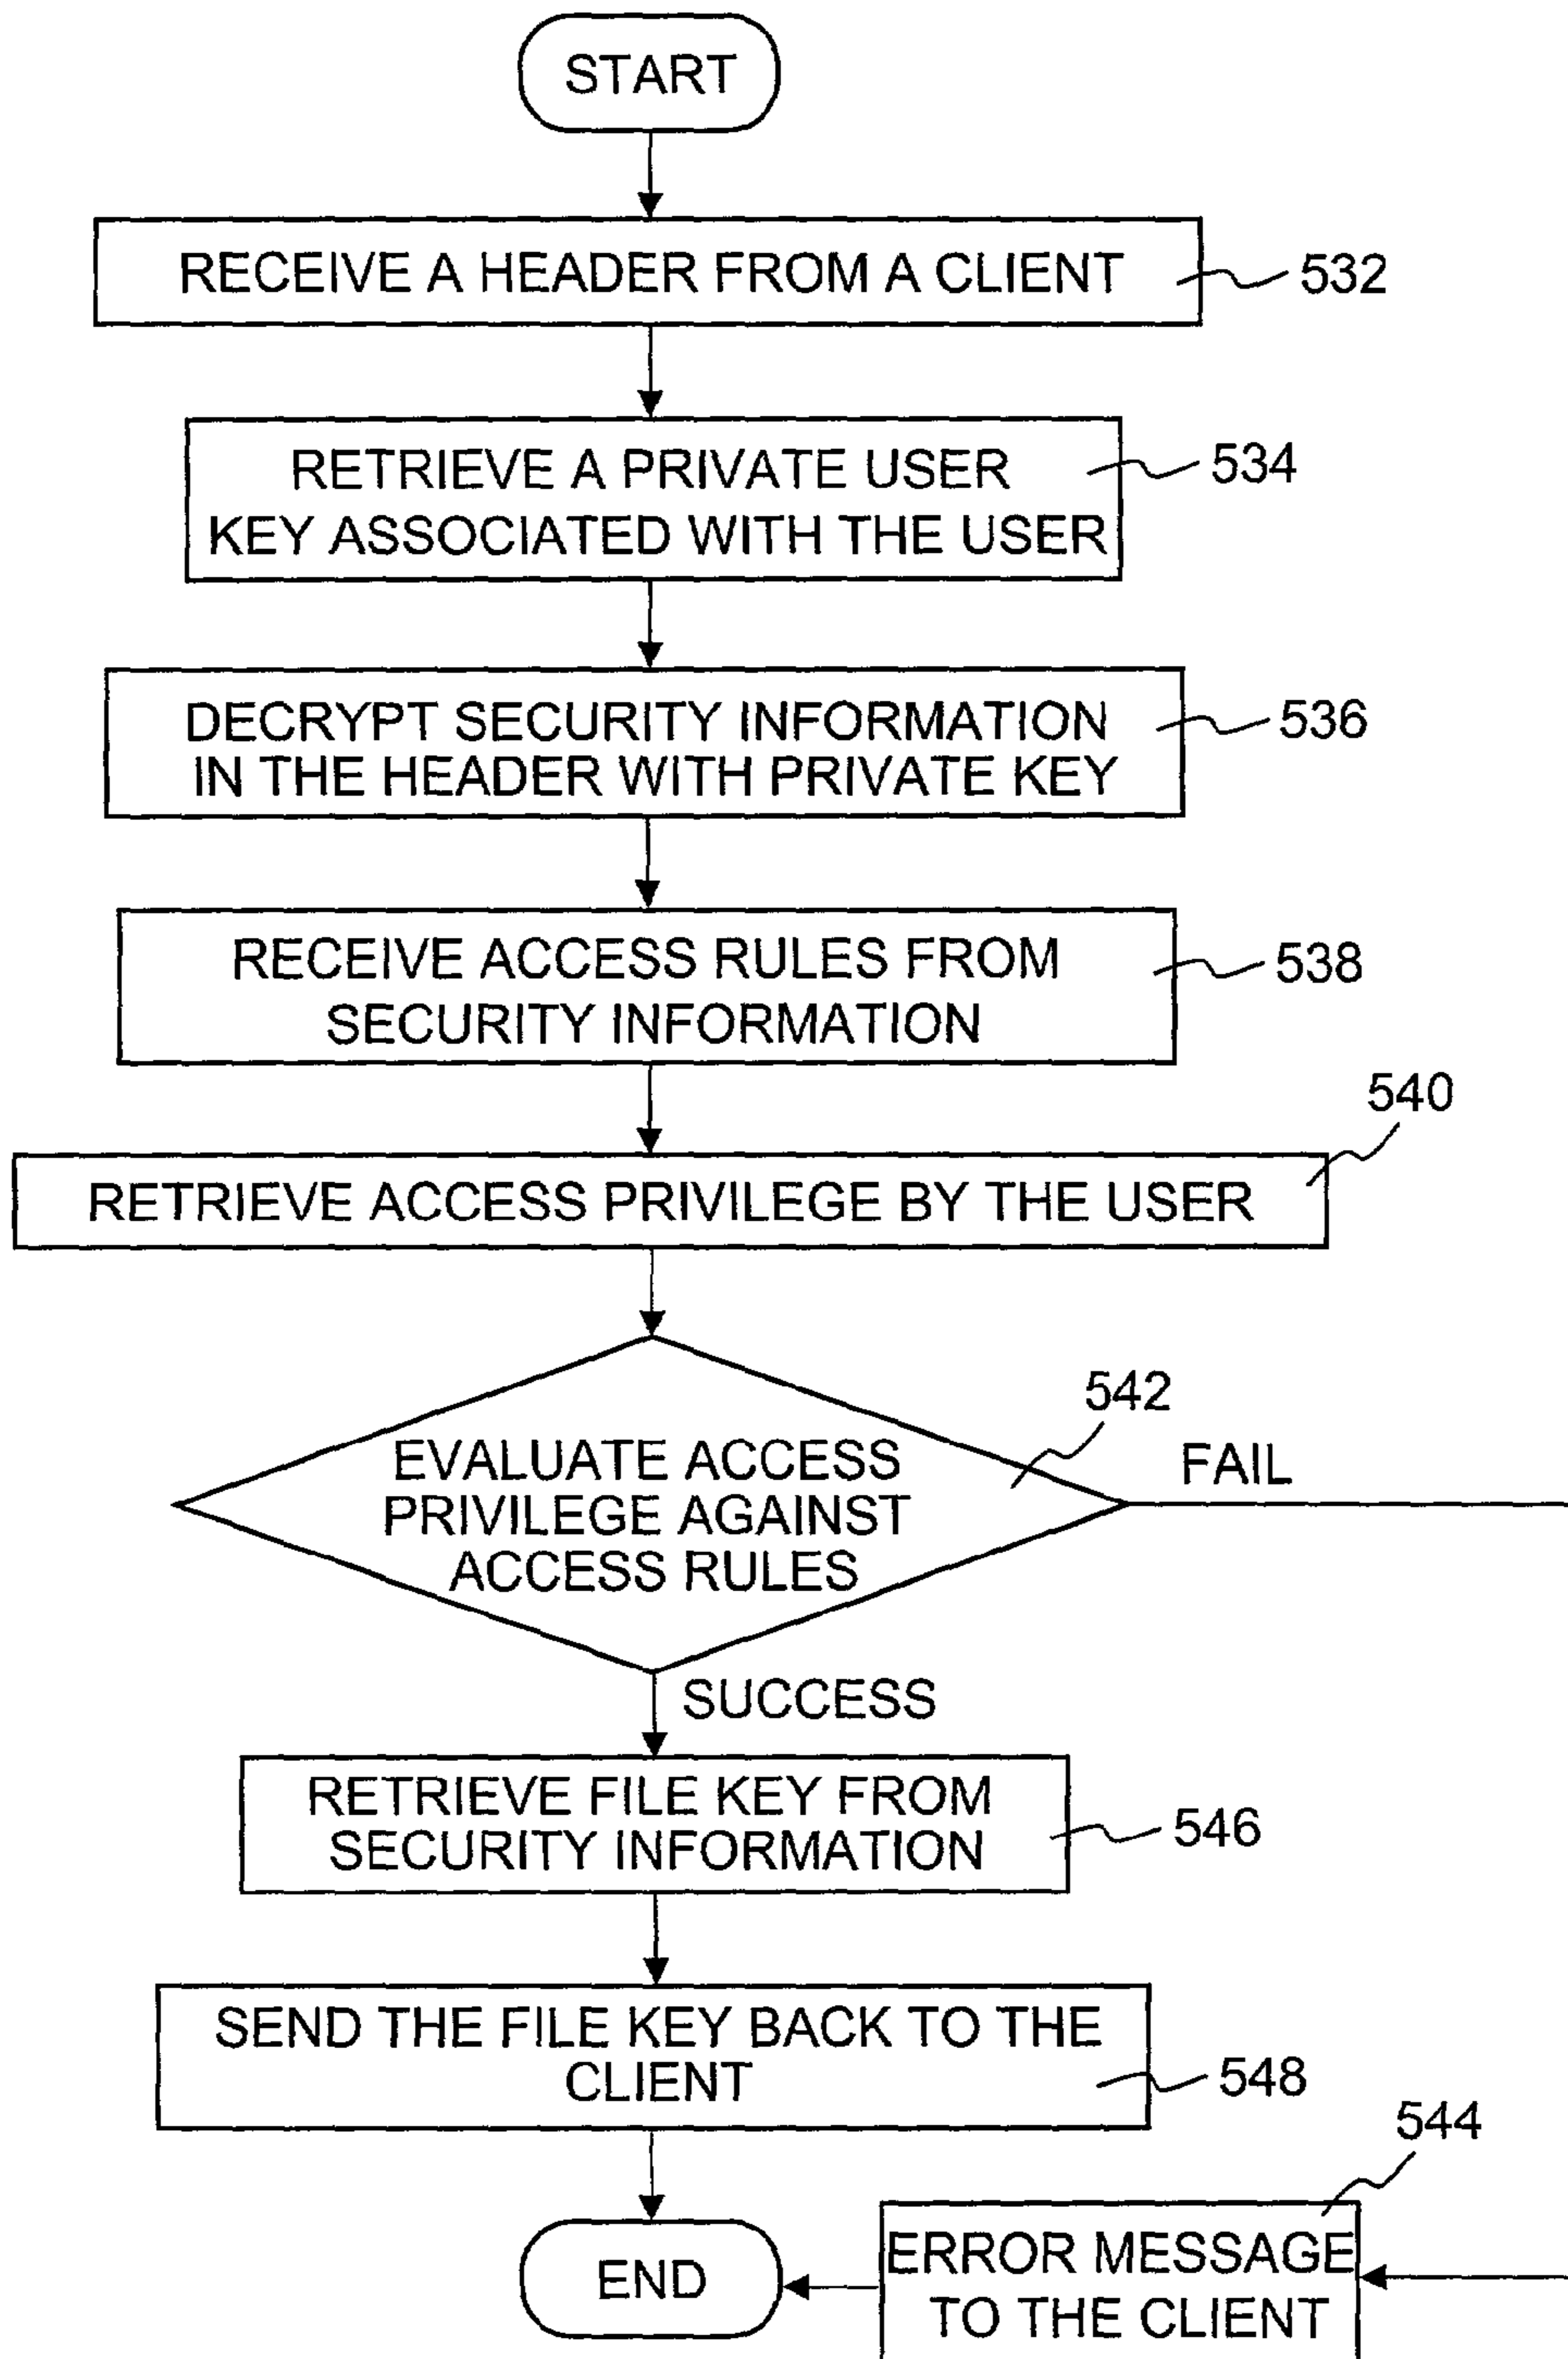 START
RECEIVE A HEADER FROM A CLIENT
532
RETRIEVE A PRIVATE USER
KEY ASSOCIATED WITH THE USER
534
DECRYPT SECURITY INFORMATION
IN THE HEADER WITH PRIVATE KEY
536
RECEIVE ACCESS RULES FROM
SECURITY INFORMATION
538
540
RETRIEVE ACCESS PRIVILEGE BY THE USER
542
EVALUATE ACCESS
PRIVILEGE AGAINST
ACCESS RULES
FAIL
SUCCESS
RETRIEVE FILE KEY FROM
SECURITY INFORMATION
546
SEND THE FILE KEY BACK TO THE
CLIENT
548
544
ERROR MESSAGE
TO THE CLIENT
END